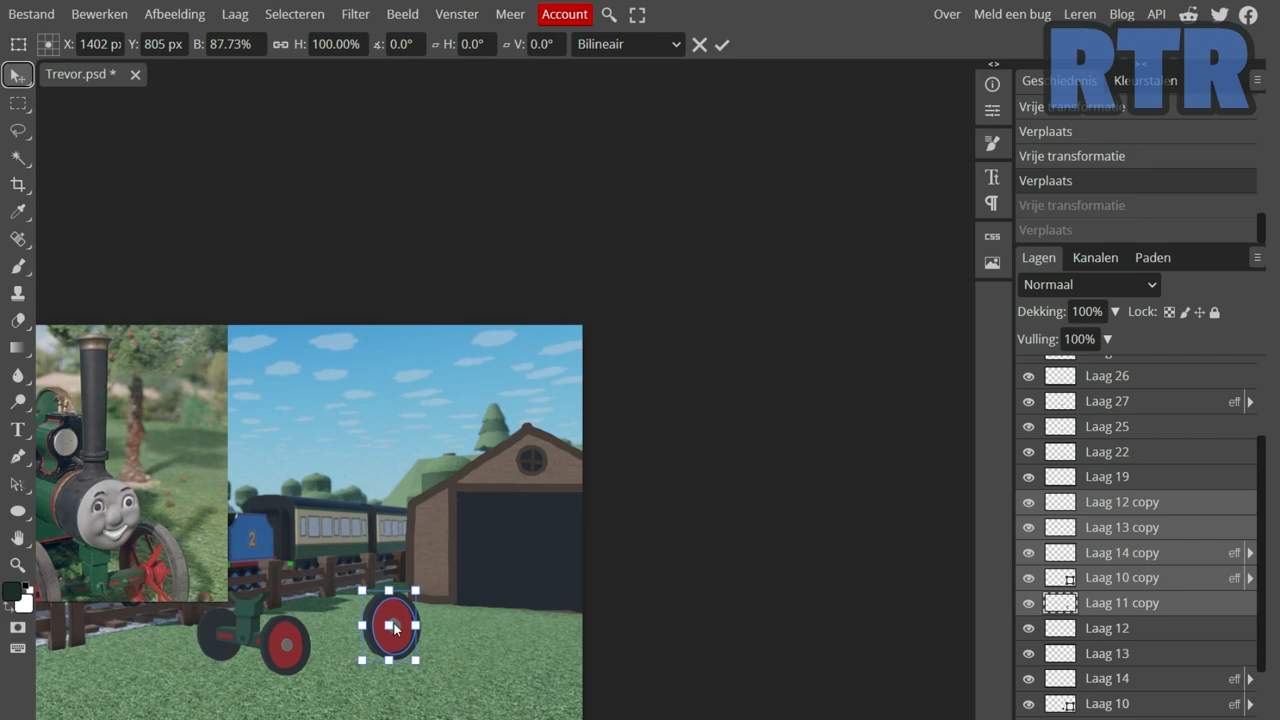 Bestand Bewerken Afbeelding Laag Selecteren Filter Beeld Venster Meer Account Over Meld een bug Leren Blog API
X: 1402 p Y: 805 px B: 87.73% H: 100.00% 0.0° H: 0.0° V: 0.0° Bilineair
RTR
Trevor.psd *
Geschiedenis Kleurstalen
Vrije transformatie
Verplaats
Vrije transformatie
Verplaats
Vrije transformatie
Verplaats
Lagen Kanalen Paden
Normaal
Dekking: 100% Lock:
Vulling: 100%
Laag 26
Laag 27 eff
Laag 25
Laag 22
Laag 19
Laag 12 copy
Laag 13 copy
Laag 14 copy eff
Laag 10 copy eff
Laag 11 copy
Laag 12
Laag 13
Laag 14 eff
Laag 10 eff
CSS
2